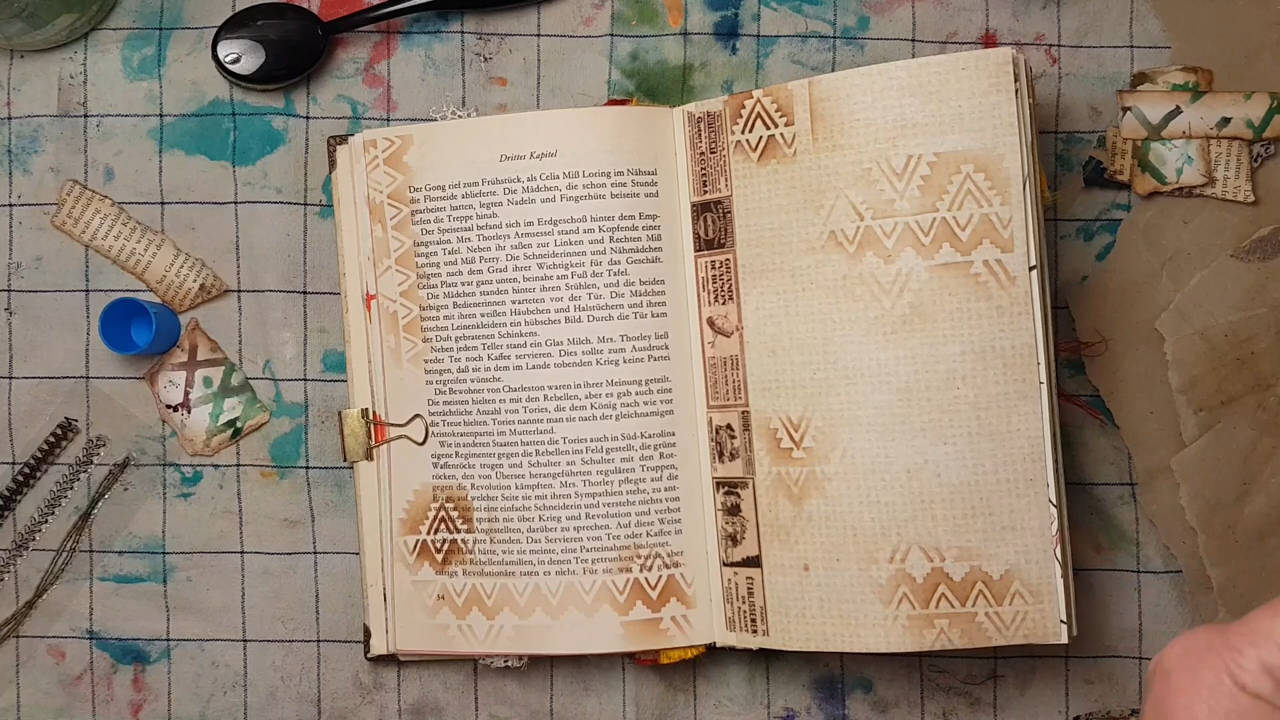 Drittes Kapitel
Der Gong rief zum Frühstück, als Celia Miß Loring im Nähsaal
die Florseide ablieferte. Die Mädchen, die schon eine Stunde
gearbeitet hatten, legten Nadeln und Fingerhüte beiseite und
liefen die Treppe hinab.
Der Speisesaal befand sich im Erdgeschoß hinter dem Emp-
fangssalon. Mrs. Thorleys Armsessel stand am Kopfende einer
langen Tafel. Neben ihr saßen zur Linken und Rechten Miß
Loring und Miß Perry. Die Schneiderinnen und Nähmädchen
folgten nach dem Grad ihrer Wichtigkeit für das Geschäft.
Celias Platz war ganz unten, beinahe am Fuß der Tafel.
Die Mädchen standen hinter ihren Stühlen, und die beiden
farbigen Bedienerinnen warteten vor der Tür. Die Mädchen
boten mit ihren weißen Häubchen und Halstüchern und ihren
frischen Leinenkleidern ein hübsches Bild. Durch die Tür kam
der Duft gebratenen Schinkens.
Neben jedem Teller stand ein Glas Milch. Mrs. Thorley ließ
weder Tee noch Kaffee servieren. Dies sollte zum Ausdruck
bringen, daß sie in dem im Lande tobenden Krieg keine Partei
zu ergreifen wünsche.
Die Bewohner von Charleston waren in ihrer Meinung geteilt.
Die meisten hielten es mit den Rebellen, aber es gab auch eine
beträchtliche Anzahl von Tories, die dem König nach wie vor
die Treue hielten. Tories nannte man sie nach der gleichnamigen
Aristokratenpartei im Mutterland.
Wie in anderen Staaten hatten die Tories auch in Süd-Karolina
eigene Regimenter gegen die Rebellen ins Feld gestellt, die grüne
Waffenröcke trugen und Schulter an Schulter mit den Rot-
röcken, den von Übersee herangeführten regulären Truppen,
gegen die Revolution kämpften. Mrs. Thorley pflegte auf die
Frage, auf welcher Seite sie mit ihren Sympathien stehe, zu ant-
worten, sie sei eine einfache Schneiderin und verstehe nichts von
Sie sprach nie über Krieg und Revolution und verbot
auch ihren Angestellten, darüber zu sprechen. Auf diese Weise
behielt sie ihre Kunden. Das Servieren von Tee oder Kaffee in
ihrem Haus hätte, wie sie meinte, eine Parteinahme bedeutet.
Es gab Rebellenfamilien, in denen Tee getrunken wurde, aber
eifrige Revolutionäre taten es nicht. Für sie war Tee gleich-
34
GRANDE
MAISON
DE BLANC
GUIDE
ÉTABLISSEMENT